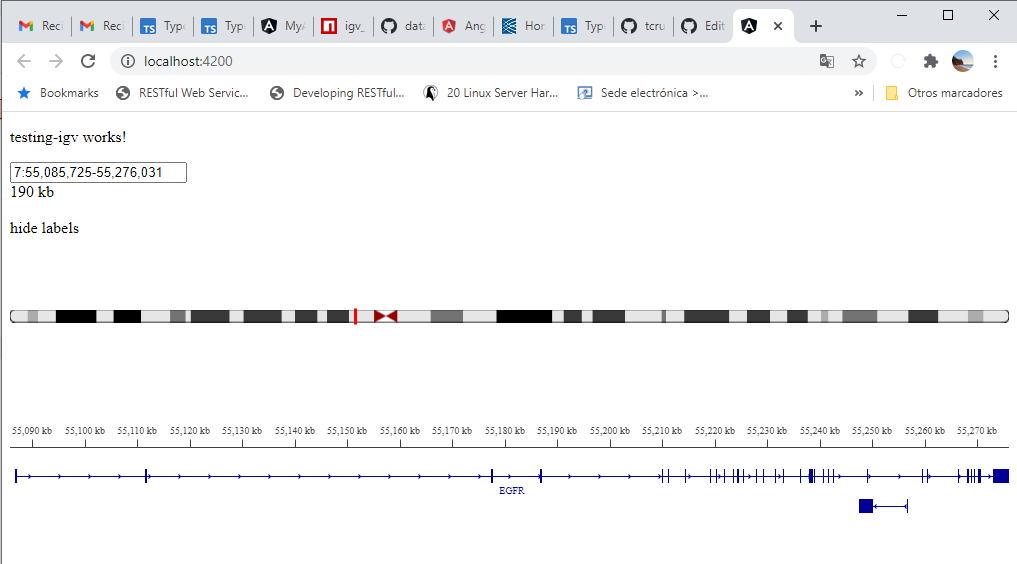 Reci
Reci
Type
Type
MyA
igv_
data
Ang
Hor
Type
tcru
Edit
localhost:4200
Bookmarks
RESTful Web Servic...
Developing RESTful...
20 Linux Server Har...
Sede electrónica >...
»
Otros marcadores
testing-igv works!
7:55,085,725-55,276,031
190 kb
hide labels
55,090 kb 55,100 kb 55,110 kb 55,120 kb 55,130 kb 55,140 kb 55,150 kb 55,160 kb 55,170 kb 55,180 kb 55,190 kb 55,200 kb 55,210 kb 55,220 kb 55,230 kb 55,240 kb 55,250 kb 55,260 kb 55,270 kb
EGFR